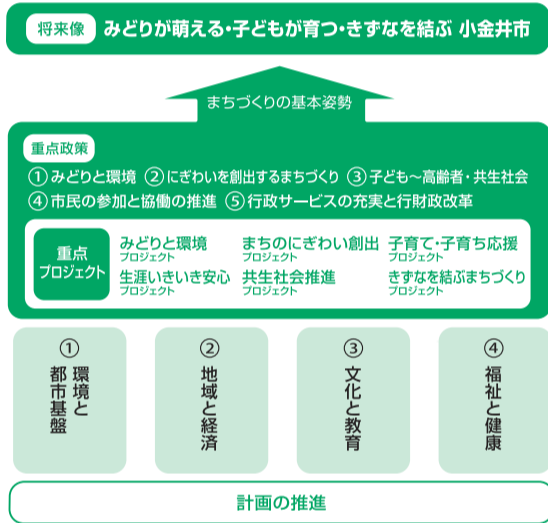 将来像 みどりが萌える・子どもが育つ・きずなを結ぶ 小金井市
まちづくりの基本姿勢
重点政策
①みどりと環境 ②にぎわいを創出するまちづくり ③子ども〜高齢者・共生社会
④市民の参加と協働の推進 ⑤行政サービスの充実と行財政改革
重点
プロジェクト
みどりと環境
プロジェクト
まちのにぎわい創出
プロジェクト
子育て・子育ち応援
プロジェクト
生涯いきいき安心
プロジェクト
共生社会推進
プロジェクト
きずなを結ぶまちづくり
プロジェクト
①
環境と
都市基盤
②
地域と経済
③
文化と教育
④
福祉と健康
計画の推進